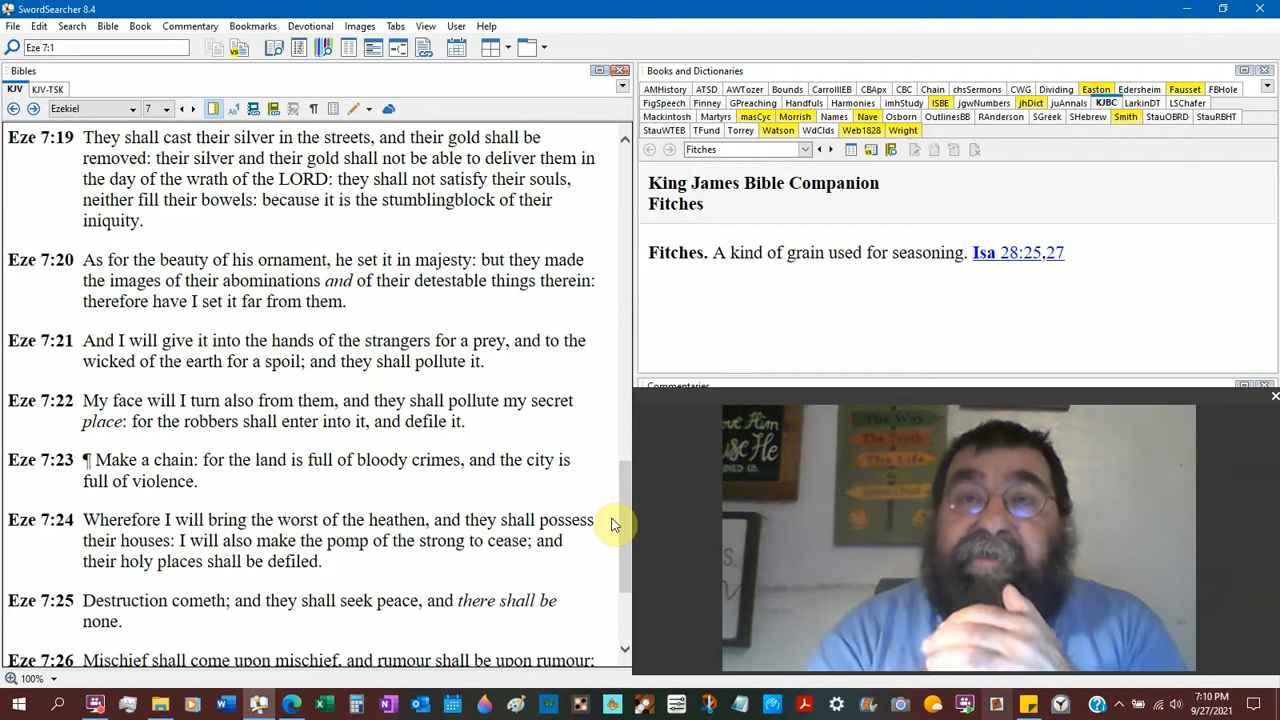 SwordSearcher 8.4
File Edit Search Bible Book Commentary Bookmarks Devotional Images Tabs View User Help
Eze 7:1
Bibles
KJV KJV-TSK
Ezekiel 7
Eze 7:19 They shall cast their silver in the streets, and their gold shall be
removed: their silver and their gold shall not be able to deliver them in
the day of the wrath of the LORD: they shall not satisfy their souls,
neither fill their bowels: because it is the stumblingblock of their
iniquity.
Eze 7:20 As for the beauty of his ornament, he set it in majesty: but they made
the images of their abominations and of their detestable things therein:
therefore have I set it far from them.
Eze 7:21 And I will give it into the hands of the strangers for a prey, and to the
wicked of the earth for a spoil; and they shall pollute it.
Eze 7:22 My face will I turn also from them, and they shall pollute my secret
place: for the robbers shall enter into it, and defile it.
Eze 7:23 ¶ Make a chain: for the land is full of bloody crimes, and the city is
full of violence.
Eze 7:24 Wherefore I will bring the worst of the heathen, and they shall possess
their houses: I will also make the pomp of the strong to cease; and
their holy places shall be defiled.
Eze 7:25 Destruction cometh; and they shall seek peace, and there shall be
none.
Eze 7:26 Mischief shall come upon mischief, and rumour shall be upon rumour;
100%
Books and Dictionaries
AMHistory ATSD AWTozer Bounds CarrollIEB CBApx CBC Chain chsSermons CWG Dividing Easton Edersheim Fausset FBHole
FigSpeech Finney GPreaching Handfuls Harmonies imhStudy ISBE jgwNumbers jhDict juAnnals KJBC LarkinDT LSChafer
Mackintosh Martyrs masCyc Morrish Names Nave Osborn OutlinesBB RAnderson SGreek SHebrew Smith StauOBRD StauRBHT
StauWTEB TFund Torrey Watson WdClds Web1828 Wright
Fitches
King James Bible Companion
Fitches
Fitches. A kind of grain used for seasoning. Isa 28:25,27
Commentaries
The Way
The Truth
The Life
7:10 PM
9/27/2021